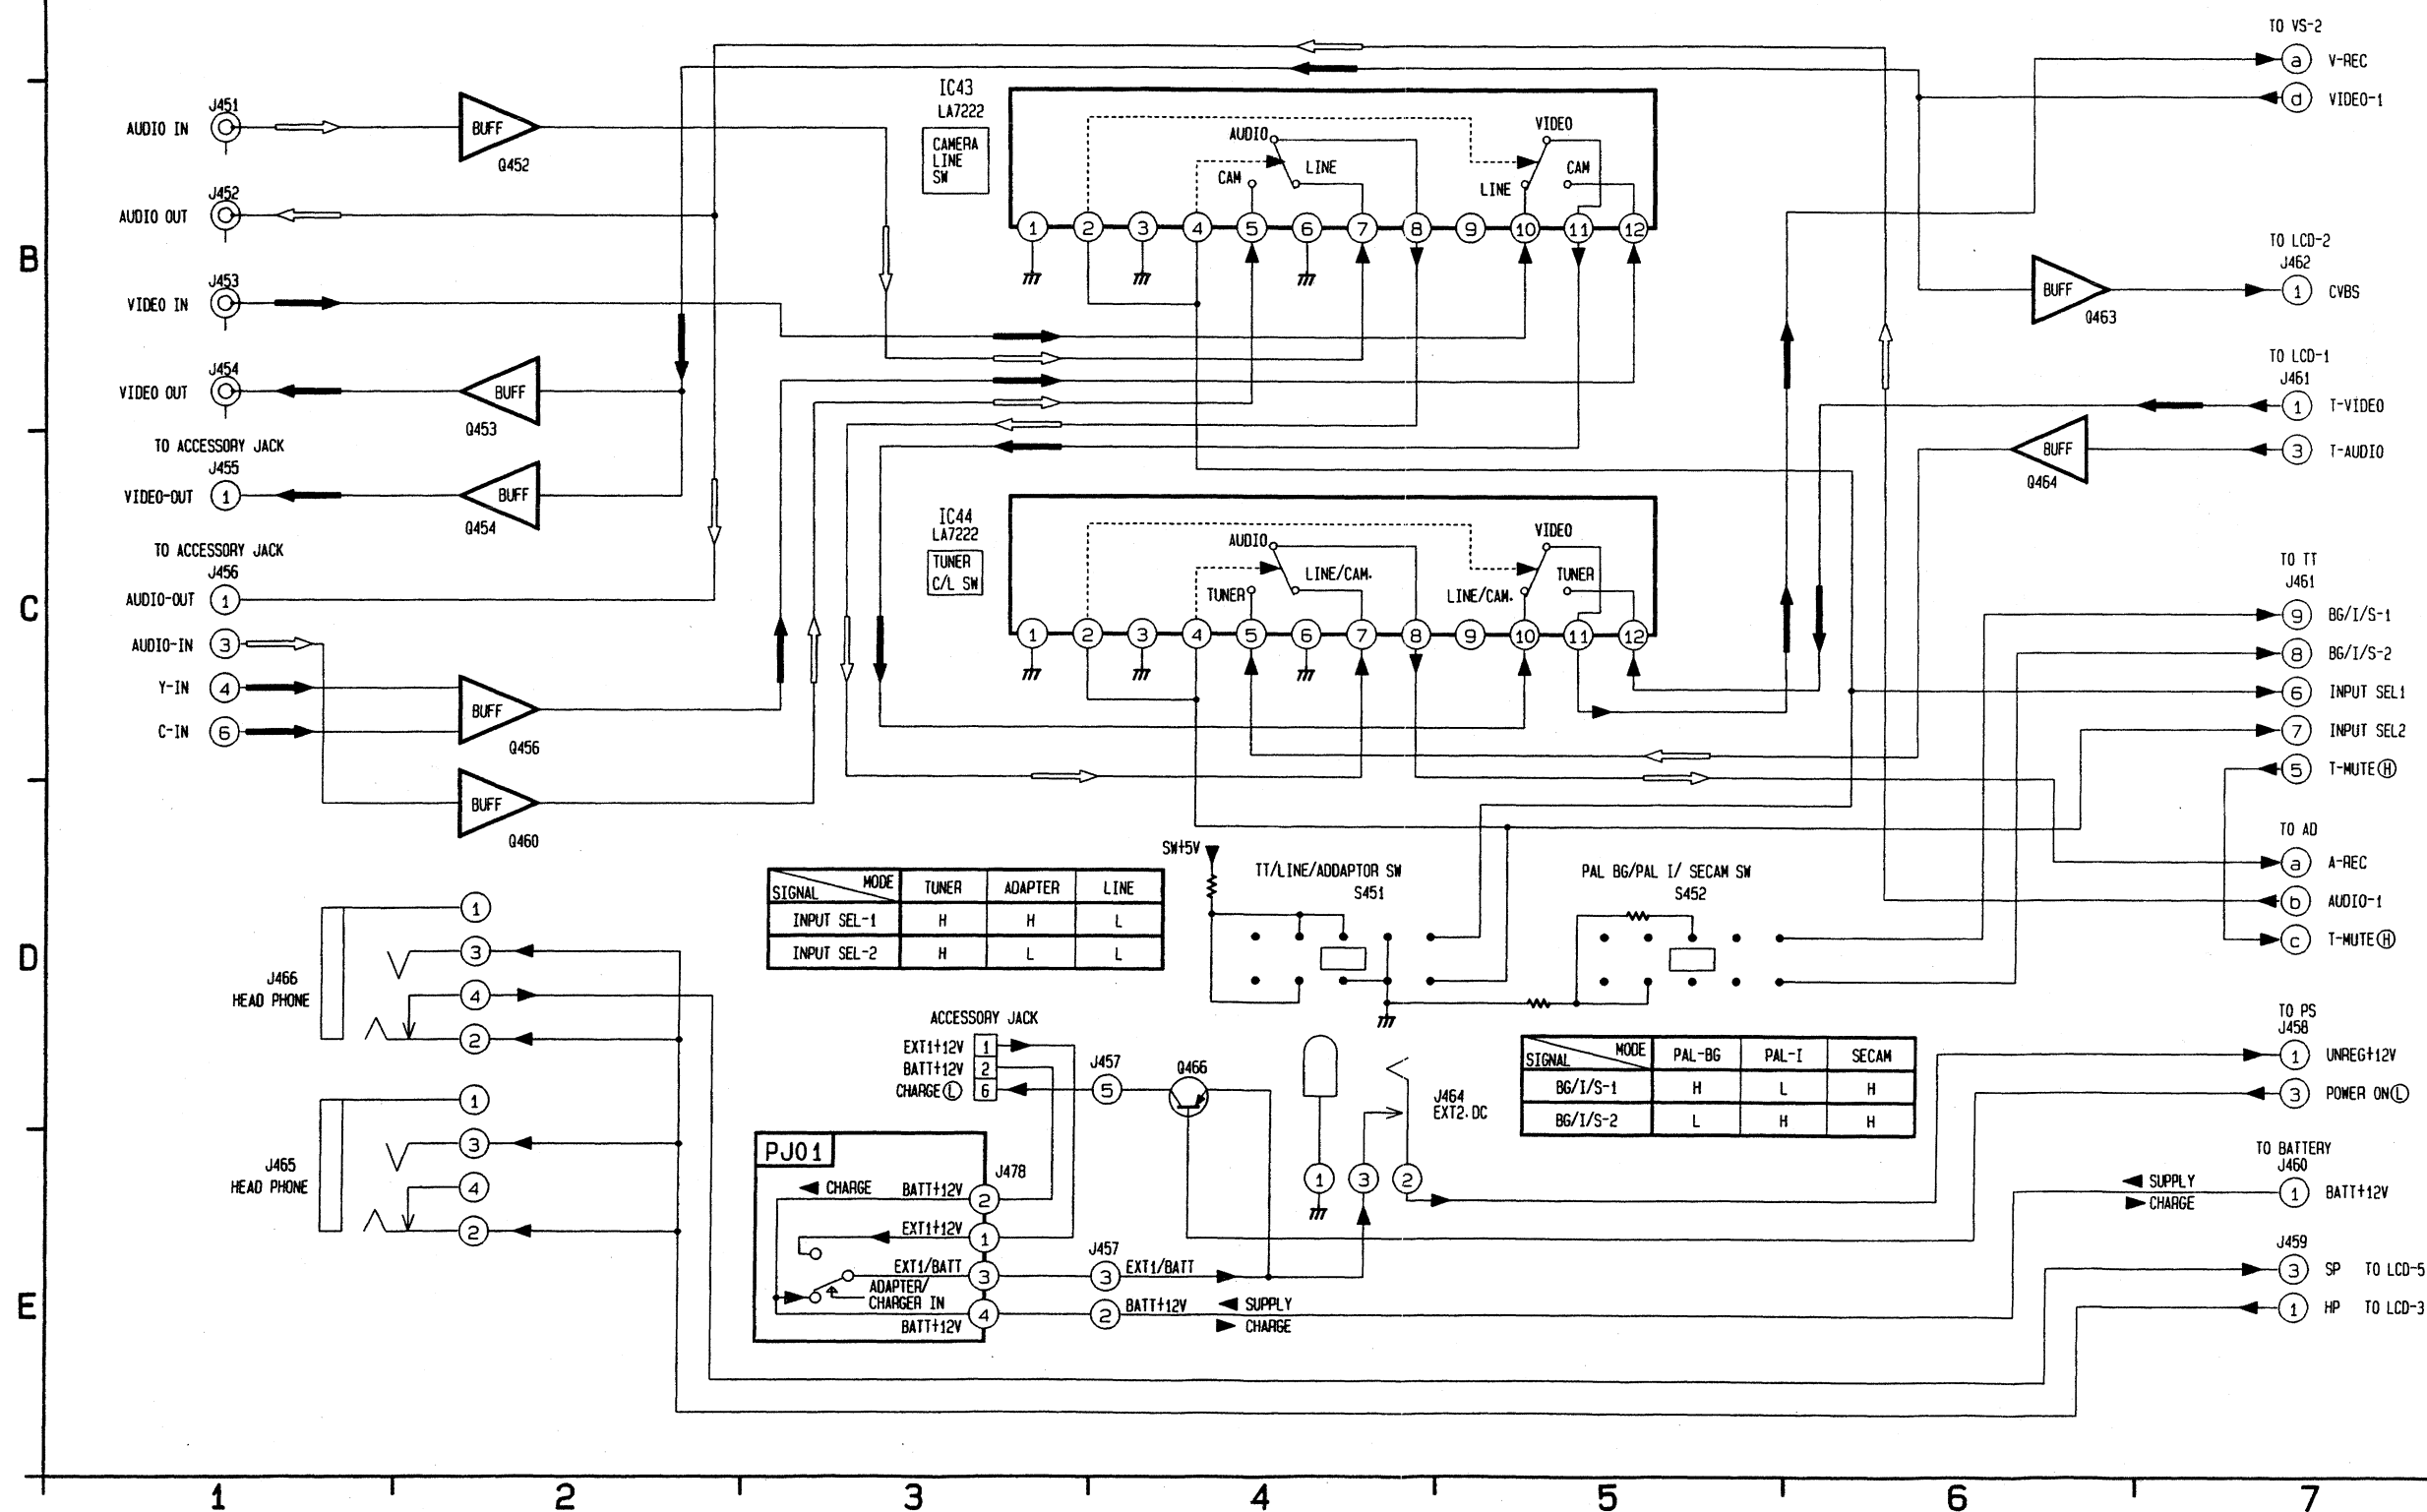 TO VS-2
a V-REC
d VIDEO-1
IC43
LA7222
CAMERA
LINE
SW
AUDIO
VIDEO
CAM
LINE
LINE
CAM
1 2 3 4 5 6 7 8 9 10 11 12
J451
AUDIO IN
BUFF
Q452
J452
AUDIO OUT
B
J453
VIDEO IN
J454
VIDEO OUT
BUFF
Q453
TO LCD-2
J462
BUFF
1 CVBS
Q463
TO LCD-1
J461
1 T-VIDEO
BUFF
3 T-AUDIO
Q464
TO ACCESSORY JACK
J455
VIDEO-OUT 1
BUFF
Q454
TO ACCESSORY JACK
J456
AUDIO-OUT 1
C
AUDIO-IN 3
Y-IN 4
C-IN 6
BUFF
Q456
BUFF
Q460
IC44
LA7222
TUNER
C/L SW
AUDIO
VIDEO
TUNER
LINE/CAM.
LINE/CAM.
TUNER
1 2 3 4 5 6 7 8 9 10 11 12
TO TT
J461
9 BG/I/S-1
8 BG/I/S-2
6 INPUT SEL1
7 INPUT SEL2
5 T-MUTE(H)
TO AD
a A-REC
b AUDIO-1
c T-MUTE(H)
SW+5V
TT/LINE/ADDAPTOR SW
S451
PAL BG/PAL I/ SECAM SW
S452
SIGNAL MODE TUNER ADAPTER LINE
INPUT SEL-1 H H L
INPUT SEL-2 H L L
D
J466
HEAD PHONE
1
3
4
2
J465
HEAD PHONE
1
3
4
2
ACCESSORY JACK
EXT1+12V 1
BATT+12V 2
CHARGE(L) 6
J457
5
Q466
J464
EXT2.DC
1 3 2
SIGNAL MODE PAL-BG PAL-I SECAM
BG/I/S-1 H L H
BG/I/S-2 L H H
TO PS
J458
1 UNREG+12V
3 POWER ON(L)
TO BATTERY
J460
SUPPLY
CHARGE
1 BATT+12V
J459
3 SP TO LCD-5
1 HP TO LCD-3
E
PJ01
J478
CHARGE BATT+12V 2
EXT1+12V 1
EXT1/BATT 3
ADAPTER/
CHARGER IN
4
BATT+12V
J457
3 EXT1/BATT
2 BATT+12V
SUPPLY
CHARGE
1 2 3 4 5 6 7